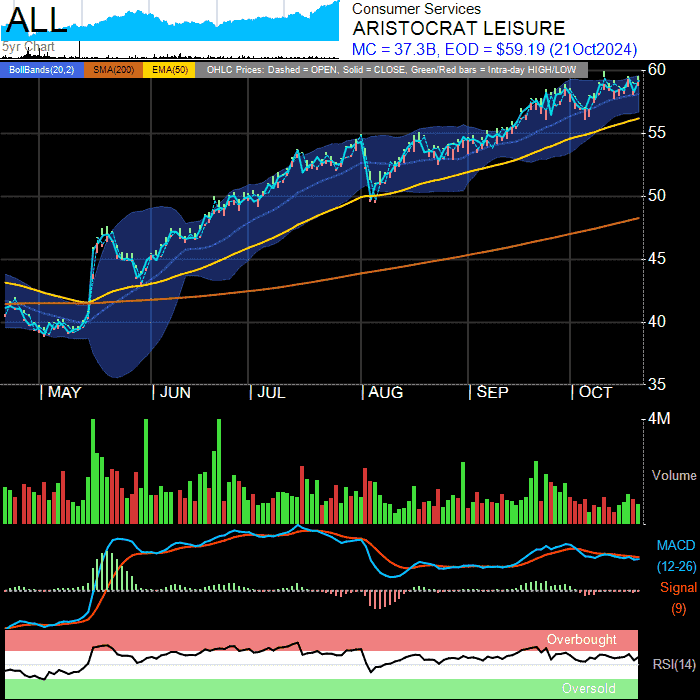 ALL
5yr Chart
Consumer Services
ARISTOCRAT LEISURE
MC = 37.3B, EOD = $59.19 (21Oct2024)
BollBands(20,2) SMA(200) EMA(50) OHLC Prices: Dashed = OPEN, Solid = CLOSE, Green/Red bars = Intra-day HIGH/LOW
60
55
50
45
40
35
MAY JUN JUL AUG SEP OCT
4M
Volume
MACD
(12-26)
Signal
(9)
Overbought
RSI(14)
Oversold